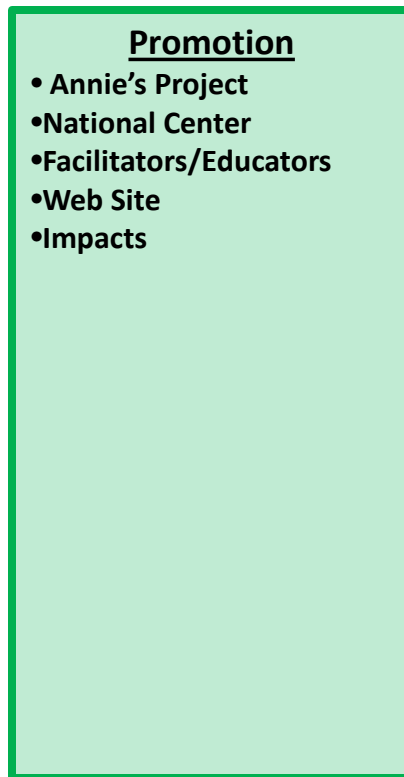 Promotion
• Annie’s Project
•National Center
•Facilitators/Educators
•Web Site
•Impacts